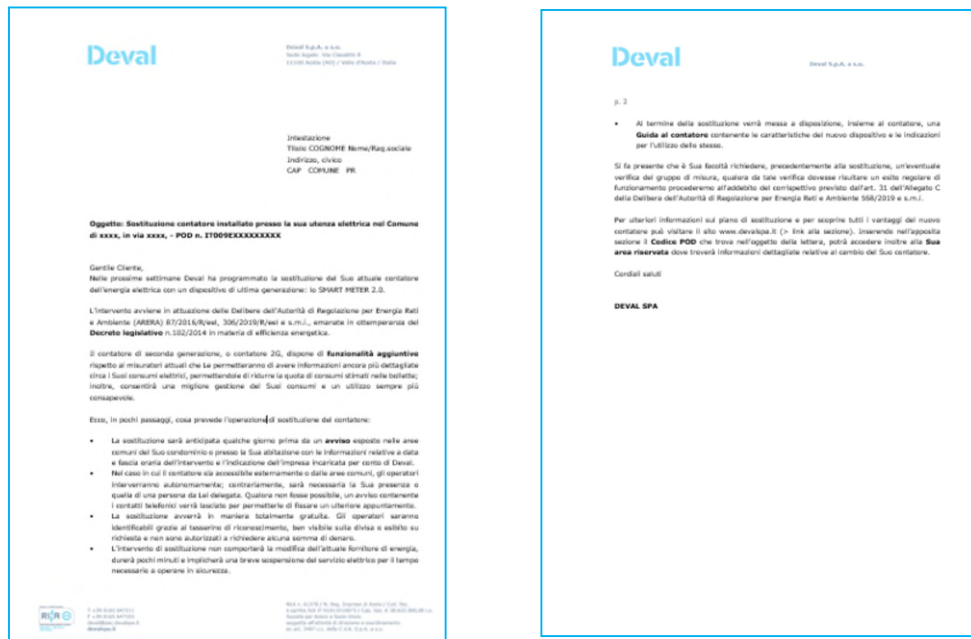 Deval
Deval S.p.A. a s.u.
Sede legale: Via Clavalité 8
11100 Aosta (AO) / Valle d'Aosta / Italia
Intestazione
Titolo COGNOME Nome/Rag.sociale
Indirizzo, civico
CAP COMUNE PR
Oggetto: Sostituzione contatore installato presso la sua utenza elettrica nel Comune
di xxxx, in via xxxx, - POD n. IT009EXXXXXXXXX
Gentile Cliente,
Nelle prossime settimane Deval ha programmato la sostituzione del Suo attuale contatore
dell'energia elettrica con un dispositivo di ultima generazione: lo SMART METER 2.0.
L'intervento avviene in attuazione delle Delibere dell'Autorità di Regolazione per Energia Reti
e Ambiente (ARERA) 87/2016/R/eel, 306/2019/R/eel e s.m.i., emanate in ottemperanza del
Decreto legislativo n.102/2014 in materia di efficienza energetica.
Il contatore di seconda generazione, o contatore 2G, dispone di funzionalità aggiuntive
rispetto ai misuratori attuali che Le permetteranno di avere informazioni ancora più dettagliate
circa i Suoi consumi elettrici, permettendole di ridurre la quota di consumi stimati nelle bollette;
inoltre, consentirà una migliore gestione dei Suoi consumi e un utilizzo sempre più
consapevole.
Ecco, in pochi passaggi, cosa prevede l'operazione di sostituzione del contatore:
• La sostituzione sarà anticipata qualche giorno prima da un avviso esposto nelle aree
comuni del Suo condominio o presso la Sua abitazione con le informazioni relative a data
e fascia oraria dell'intervento e l'indicazione dell'impresa incaricata per conto di Deval.
• Nel caso in cui il contatore sia accessibile esternamente o dalle aree comuni, gli operatori
interverranno autonomamente; contrariamente, sarà necessaria la Sua presenza o
quella di una persona da Lei delegata. Qualora non fosse possibile, un avviso contenente
i contatti telefonici verrà lasciato per permetterle di fissare un ulteriore appuntamento.
• La sostituzione avverrà in maniera totalmente gratuita. Gli operatori saranno
identificabili grazie al tesserino di riconoscimento, ben visibile sulla divisa o esibito su
richiesta e non sono autorizzati a richiedere alcuna somma di denaro.
• L'intervento di sostituzione non comporterà la modifica dell'attuale fornitore di energia,
durerà pochi minuti e implicherà una breve sospensione del servizio elettrico per il tempo
necessario a operare in sicurezza.
devalspa.it
Deval
Deval S.p.A. a s.u.
p. 2
• Al termine della sostituzione verrà messa a disposizione, insieme al contatore, una
Guida al contatore contenente le caratteristiche del nuovo dispositivo e le indicazioni
per l'utilizzo dello stesso.
Si fa presente che è Sua facoltà richiedere, precedentemente alla sostituzione, un'eventuale
verifica del gruppo di misura, qualora da tale verifica dovesse risultare un esito regolare di
funzionamento procederemo all'addebito del corrispettivo previsto dall'art. 31 dell'Allegato C
della Delibera dell'Autorità di Regolazione per Energia Reti e Ambiente 568/2019 e s.m.i.
Per ulteriori informazioni sul piano di sostituzione e per scoprire tutti i vantaggi del nuovo
contatore può visitare il sito www.devalspa.it (> link alla sezione). Inserendo nell'apposita
sezione il Codice POD che trova nell'oggetto della lettera, potrà accedere inoltre alla Sua
area riservata dove troverà informazioni dettagliate relative al cambio del Suo contatore.
Cordiali saluti
DEVAL SPA